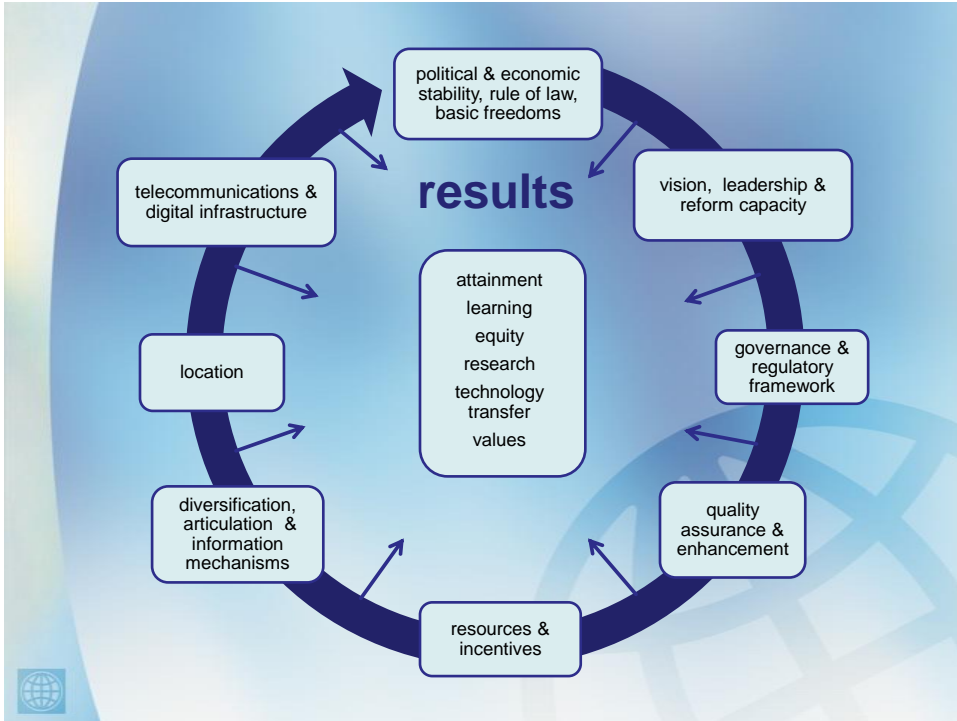 political & economic
stability, rule of law,
basic freedoms
telecommunications &
digital infrastructure
results
vision, leadership &
reform capacity
attainment
learning
equity
research
technology
transfer
values
location
governance &
regulatory
framework
diversification,
articulation &
information
mechanisms
quality
assurance &
enhancement
resources &
incentives